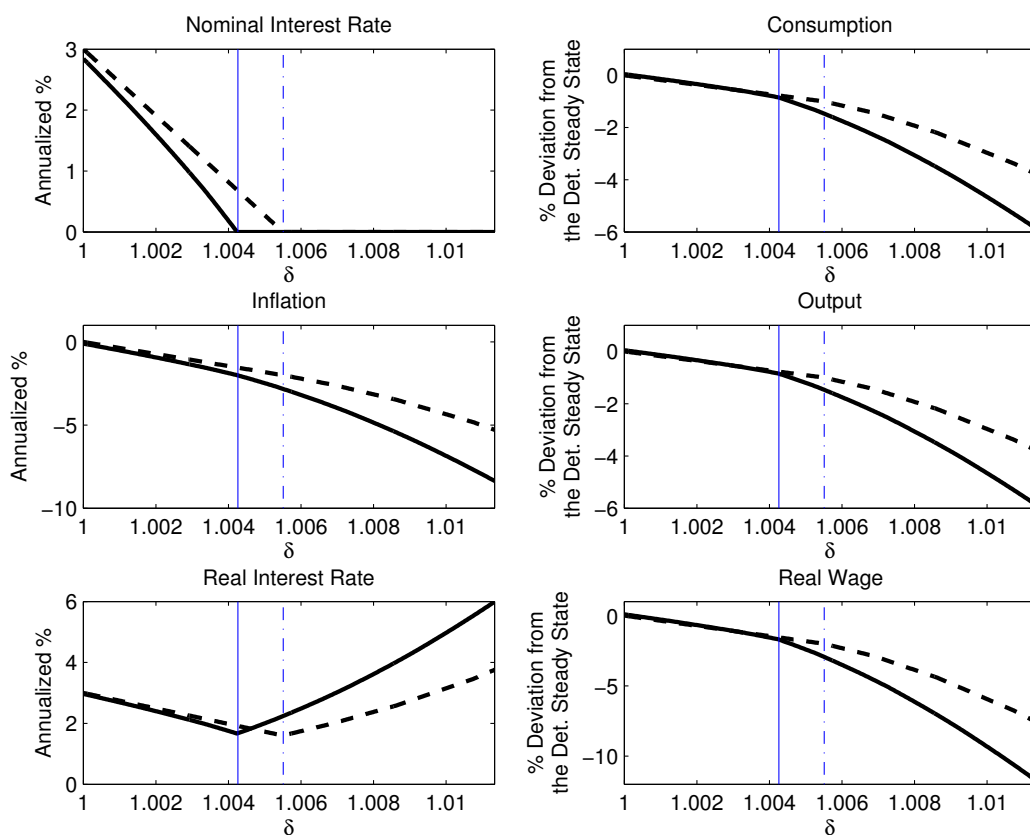 Nominal Interest Rate
Annualized %
3
2
1
0
1
1.002
1.004
1.006
1.008
1.01
δ
Consumption
% Deviation from
the Det. Steady State
0
−2
−4
−6
1
1.002
1.004
1.006
1.008
1.01
δ
Inflation
Annualized %
0
−5
−10
1
1.002
1.004
1.006
1.008
1.01
δ
Output
% Deviation from
the Det. Steady State
0
−2
−4
−6
1
1.002
1.004
1.006
1.008
1.01
δ
Real Interest Rate
Annualized %
6
4
2
0
1
1.002
1.004
1.006
1.008
1.01
δ
Real Wage
% Deviation from
the Det. Steady State
0
−5
−10
1
1.002
1.004
1.006
1.008
1.01
δ